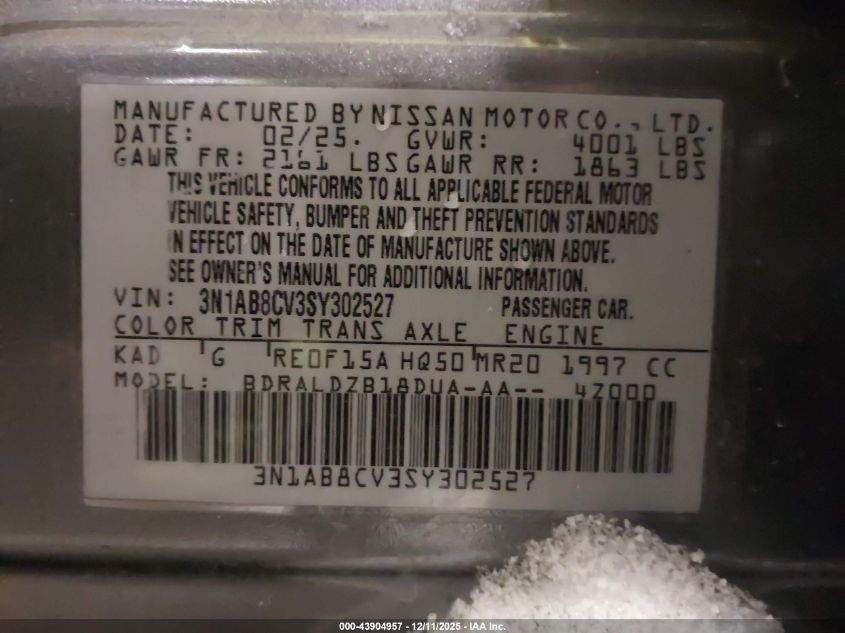 MANUFACTURED BY NISSAN MOTOR CO., LTD.
DATE: 02/25. GVWR: 4001 LBS
GAWR FR: 2161 LBS GAWR RR: 1863 LBS
THIS VEHICLE CONFORMS TO ALL APPLICABLE FEDERAL MOTOR
VEHICLE SAFETY, BUMPER AND THEFT PREVENTION STANDARDS
IN EFFECT ON THE DATE OF MANUFACTURE SHOWN ABOVE.
SEE OWNER'S MANUAL FOR ADDITIONAL INFORMATION.
VIN: 3N1AB8CV3SY302527 PASSENGER CAR.
COLOR TRIM TRANS AXLE ENGINE
KAD G RE0F15A HQ50 MR20 1997 CC
MODEL: BDRALDZB18DUA-AA-- 4Z000
3N1AB8CV3SY302527
000-43904957 - 12/11/2025 - IAA Inc.